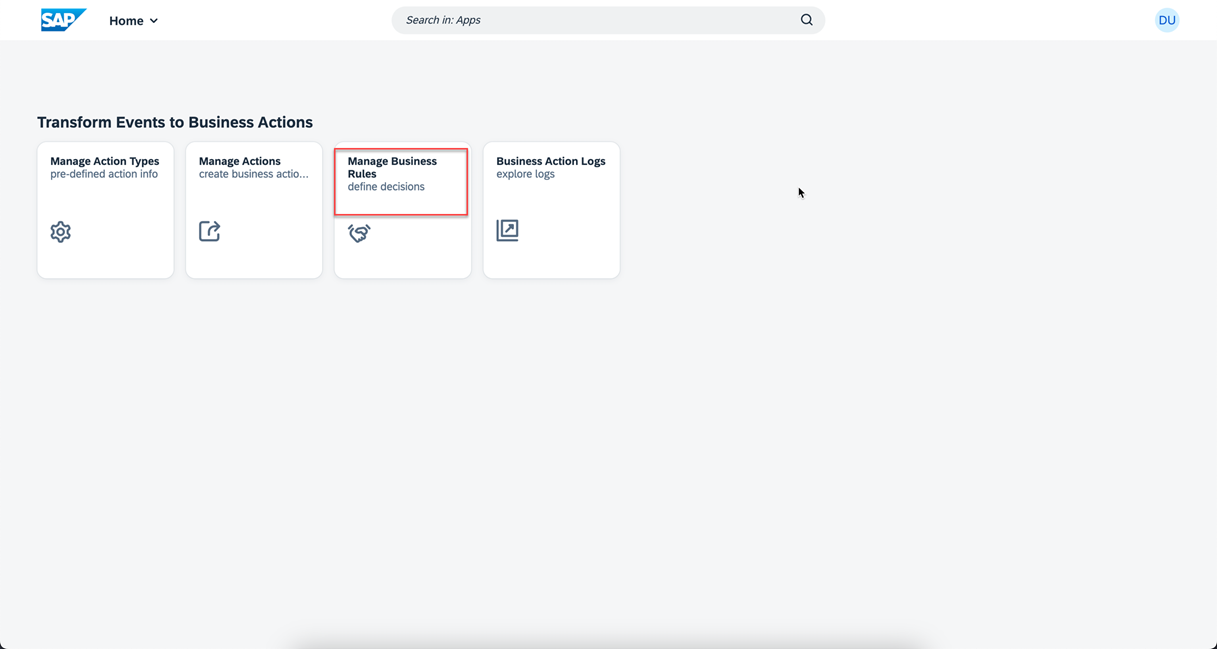 SAP
Home
Search in: Apps
DU
Transform Events to Business Actions
Manage Action Types
pre-defined action info
Manage Actions
create business actio...
Manage Business
Rules
define decisions
Business Action Logs
explore logs